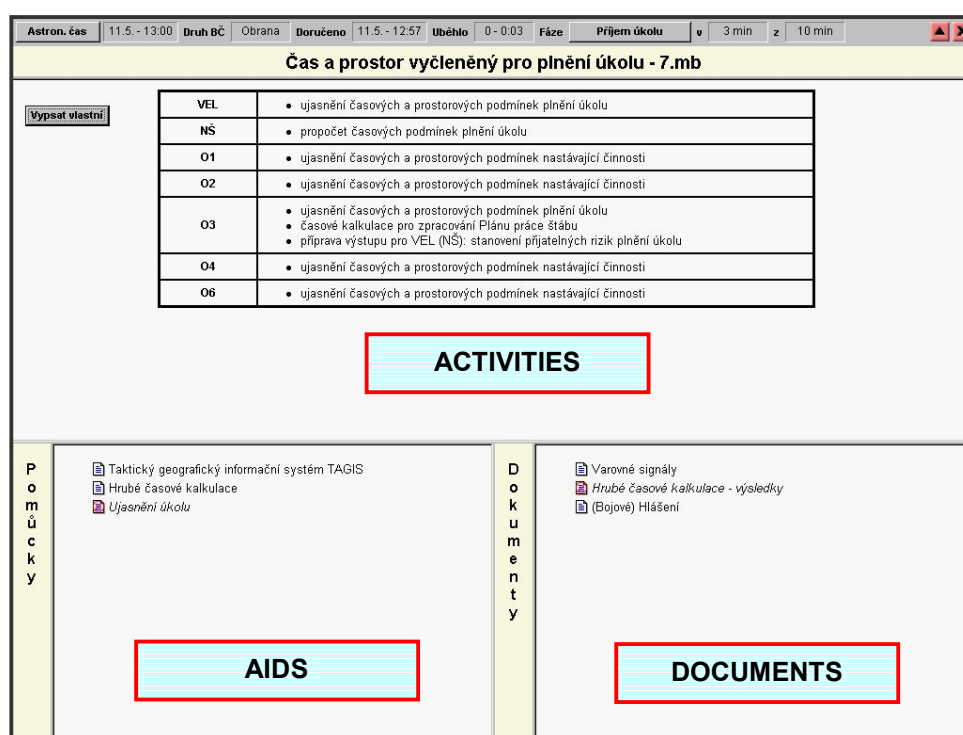 Astron. čas 11.5. - 13:00 Druh BČ Obrana Doručeno 11.5. - 12:57 Uběhlo 0 - 0:03 Fáze Příjem úkolu v 3 min z 10 min
Čas a prostor vyčleněný pro plnění úkolu - 7.mb
Vypsat vlastní
VEL • ujasnění časových a prostorových podmínek plnění úkolu
NŠ • propočet časových podmínek plnění úkolu
O1 • ujasnění časových a prostorových podmínek nastávající činnosti
O2 • ujasnění časových a prostorových podmínek nastávající činnosti
O3 • ujasnění časových a prostorových podmínek plnění úkolu
• časové kalkulace pro zpracování Plánu práce štábu
• příprava výstupu pro VEL (NŠ): stanovení přijatelných rizik plnění úkolu
O4 • ujasnění časových a prostorových podmínek nastávající činnosti
O6 • ujasnění časových a prostorových podmínek nastávající činnosti
ACTIVITIES
Pomůcky
Taktický geografický informační systém TAGIS
Hrubé časové kalkulace
Ujasnění úkolu
AIDS
Dokumenty
Varovné signály
Hrubé časové kalkulace - výsledky
(Bojové) Hlášení
DOCUMENTS